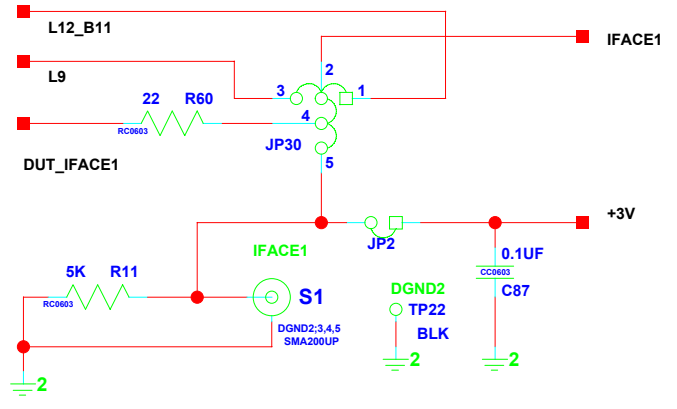 L12_B11
IFACE1
L9
2
3
1
22 R60
RC0603
4
JP30
DUT_IFACE1
5
+3V
JP2
IFACE1
0.1UF
5K R11
CC0603
RC0603
S1
DGND2
C87
TP22
DGND2;3,4,5
SMA200UP
BLK
2
2
2